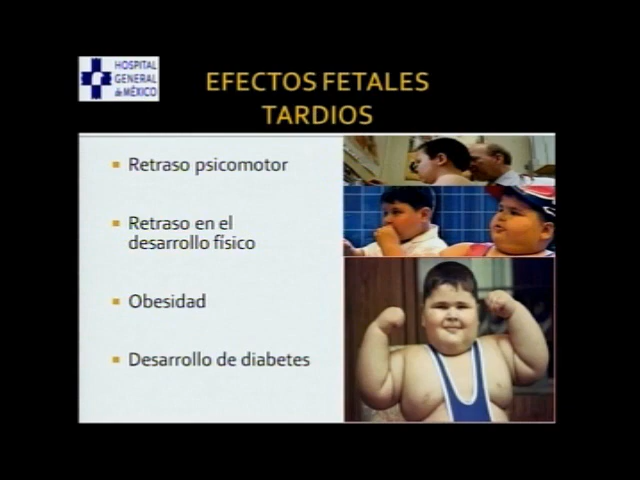 HOSPITAL
GENERAL
de MÉXICO
EFECTOS FETALES
TARDIOS
Retraso psicomotor
Retraso en el
desarrollo físico
Obesidad
Desarrollo de diabetes